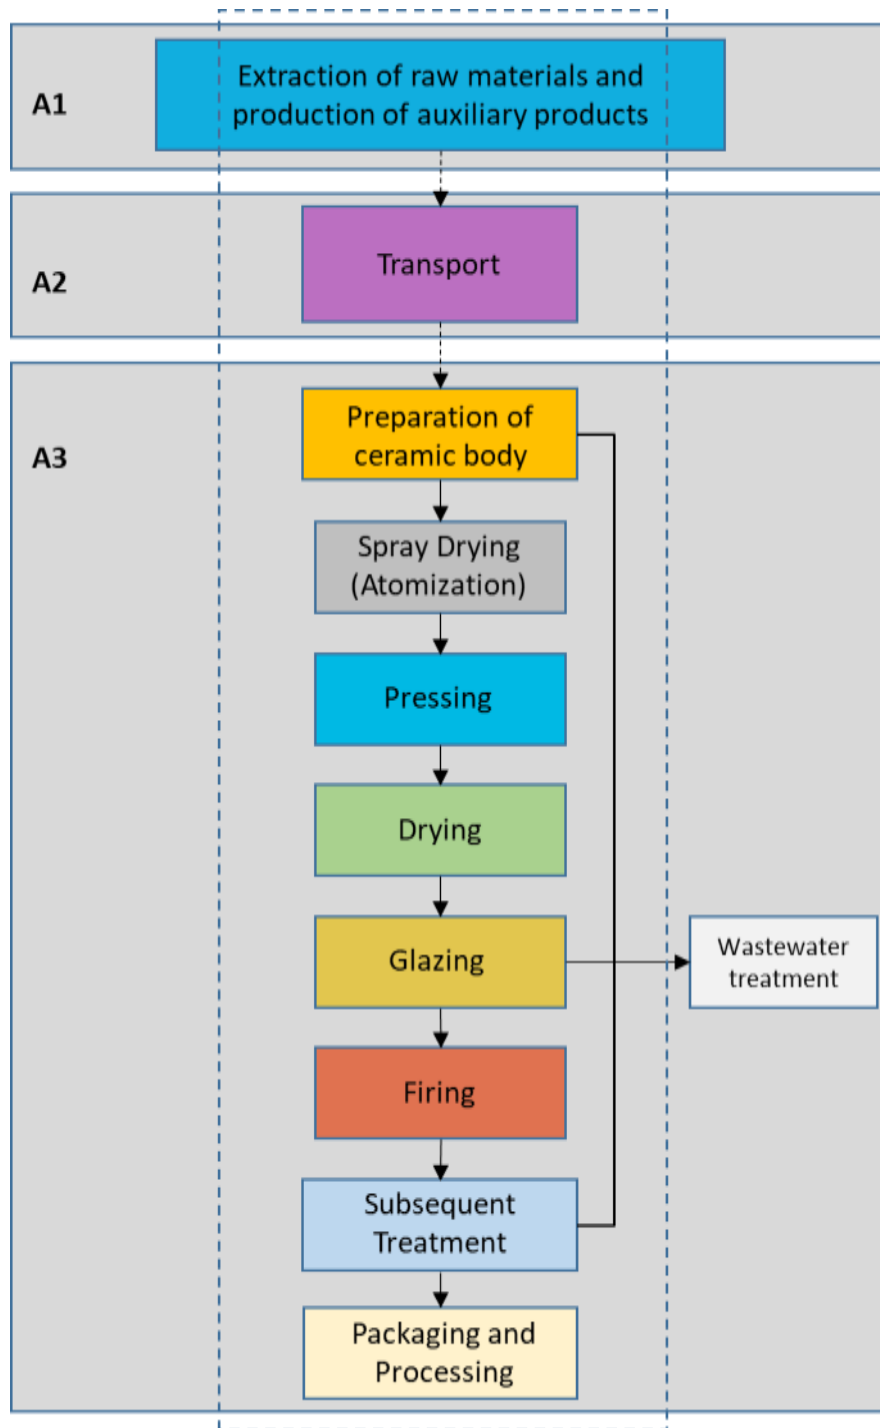 A1
Extraction of raw materials and
production of auxiliary products
A2
Transport
A3
Preparation of
ceramic body
Spray Drying
(Atomization)
Pressing
Drying
Glazing
Wastewater
treatment
Firing
Subsequent
Treatment
Packaging and
Processing